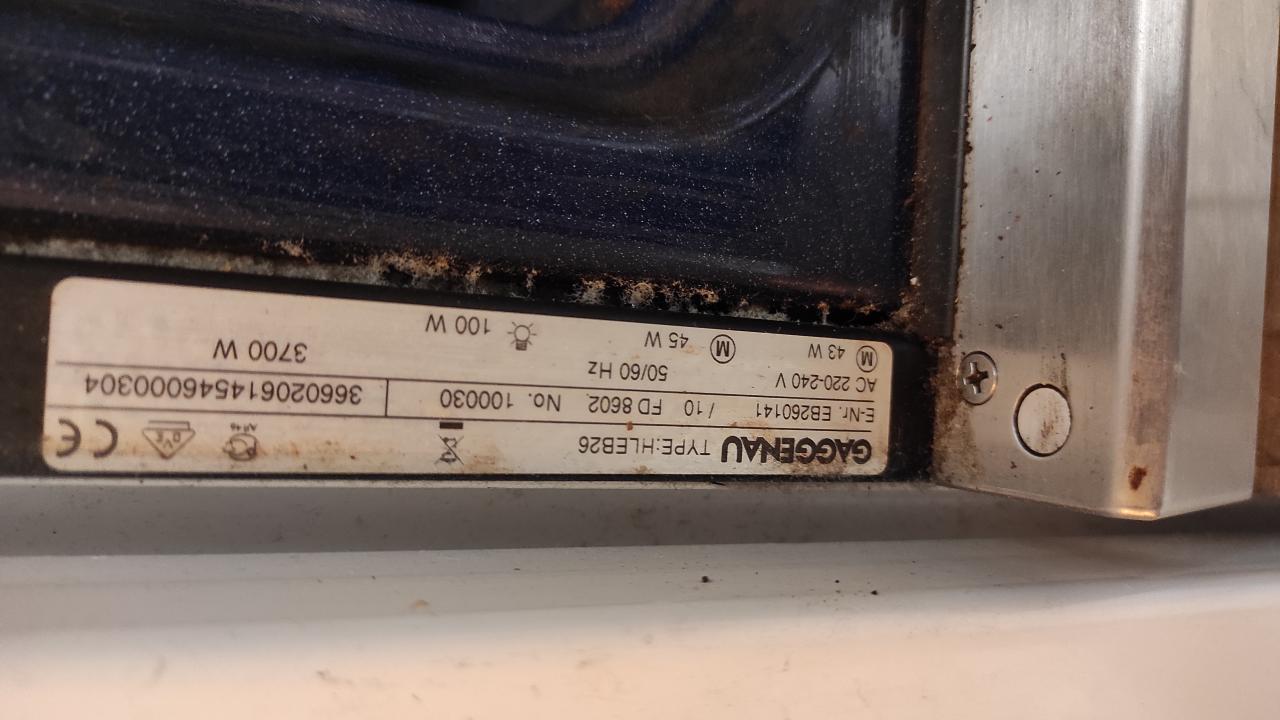 GAGGENAU TYPE:HLEB26
E-Nr. EB260141 / 10 FD 8602 No. 100030 366020614546000304
AC 220-240 V 50/60 Hz 3700 W
M 43 W M 45 W 100 W